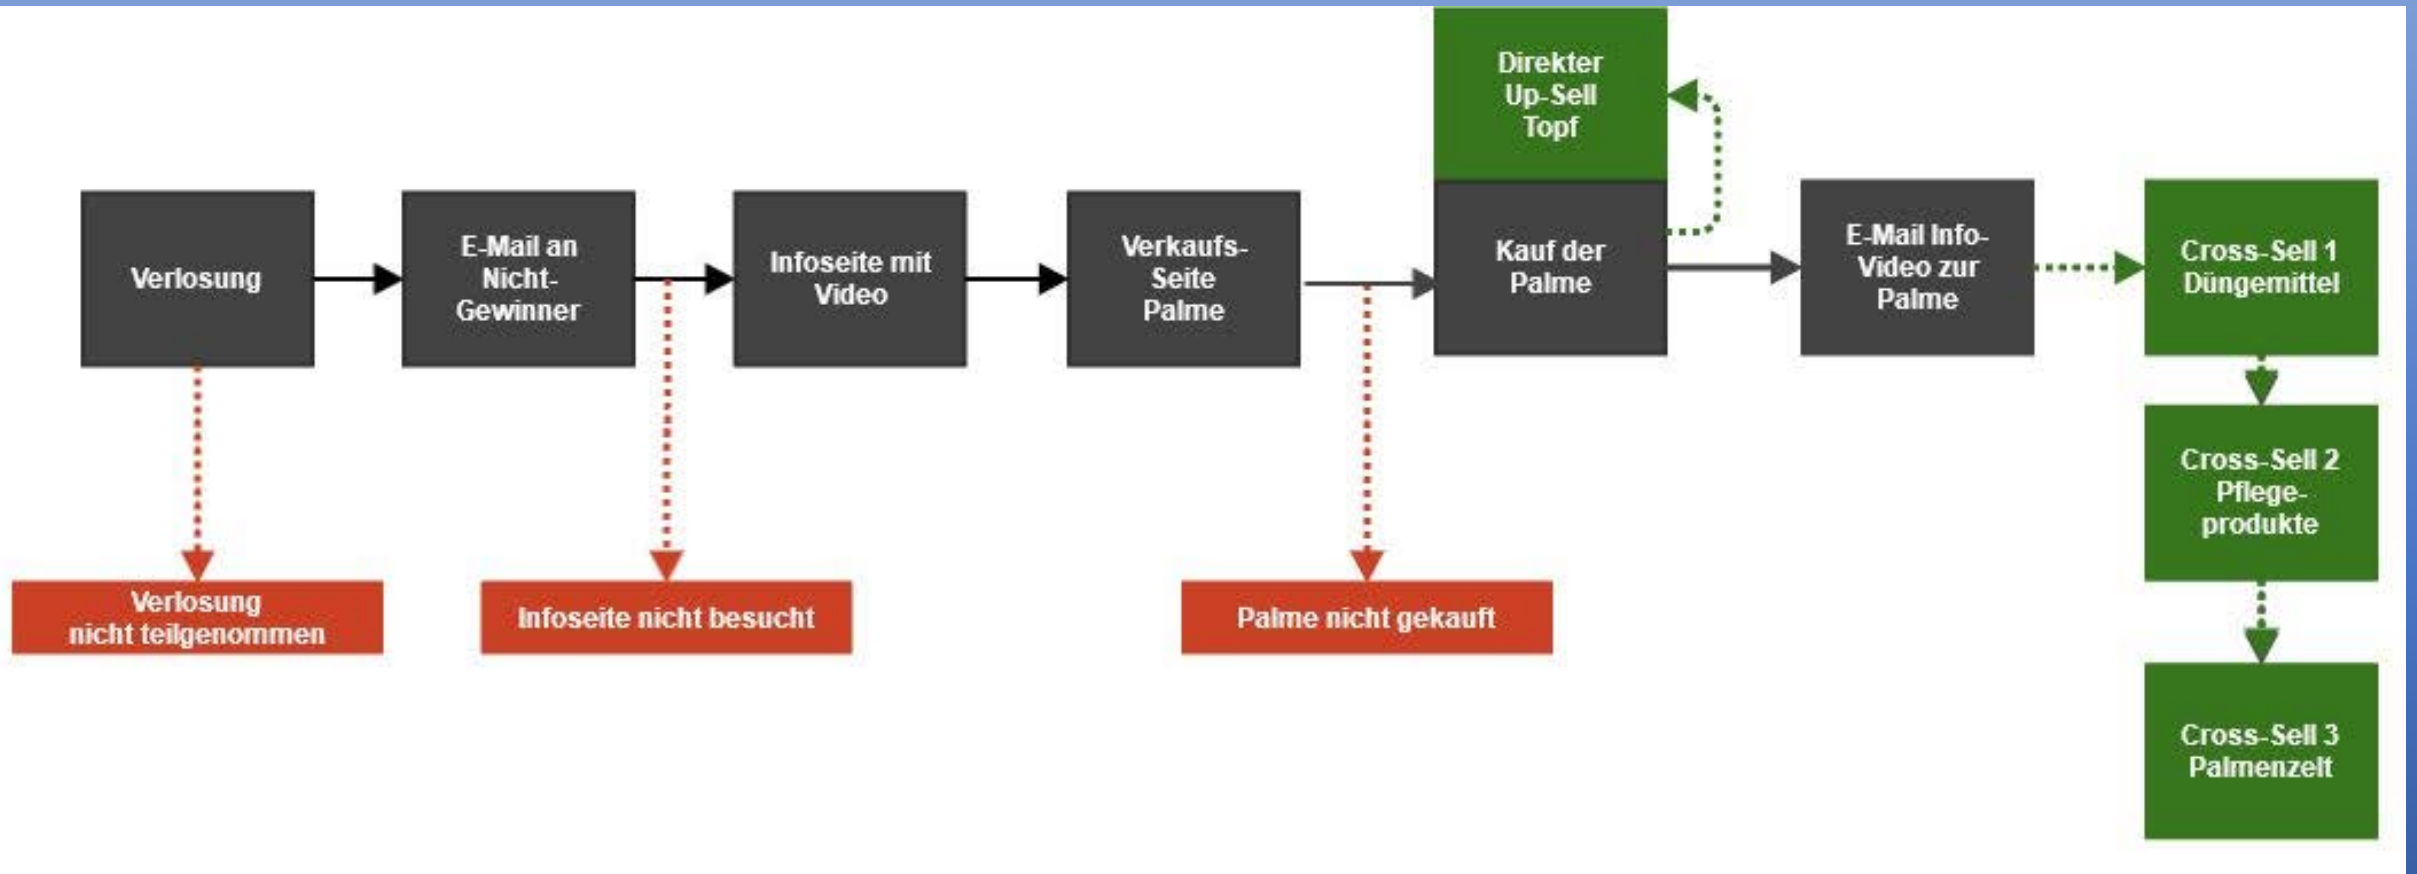 Direkter
Up-Sell
Topf
Verlosung
E-Mail an
Nicht-
Gewinner
Infoseite mit
Video
Verkaufs-
Seite
Palme
Kauf der
Palme
E-Mail Info-
Video zur
Palme
Cross-Sell 1
Düngemittel
Cross-Sell 2
Pflege-
produkte
Verlosung
nicht teilgenommen
Infoseite nicht besucht
Palme nicht gekauft
Cross-Sell 3
Palmenzelt